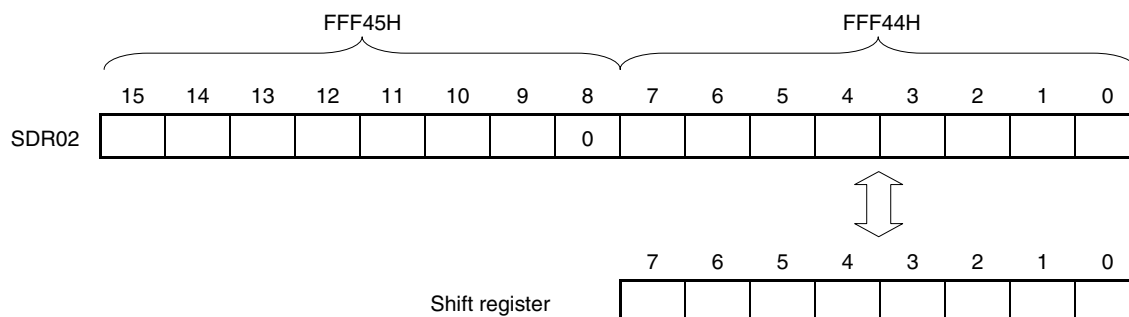 FFF45H FFF44H
15 14 13 12 11 10 9 8 7 6 5 4 3 2 1 0
SDR02 0
7 6 5 4 3 2 1 0
Shift register